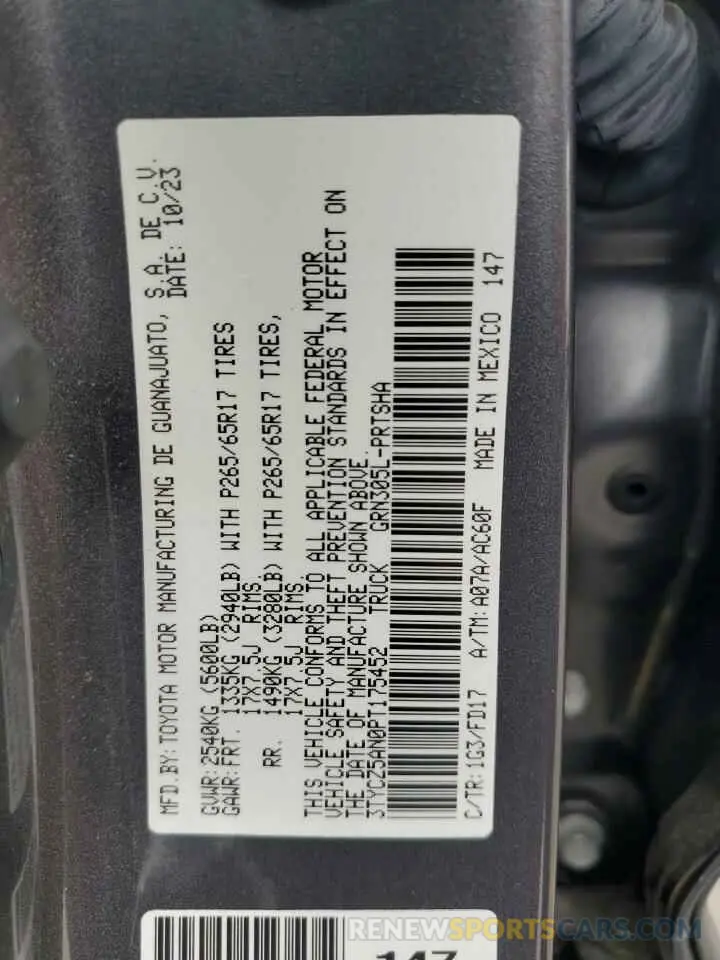 MFD.BY:TOYOTA MOTOR MANUFACTURING DE GUANAJUATO, S.A. DE C.V.
DATE: 10/23
GVWR:2540KG (5600LB)
GAWR:FRT. 1335KG (2940LB) WITH P265/65R17 TIRES
17X7.5J RIMS.
RR. 1490KG (3280LB) WITH P265/65R17 TIRES,
17X7.5J RIMS.
THIS VEHICLE CONFORMS TO ALL APPLICABLE FEDERAL MOTOR
VEHICLE SAFETY AND THEFT PREVENTION STANDARDS IN EFFECT ON
THE DATE OF MANUFACTURE SHOWN ABOVE.
3TYCZ5AN0PT175452 TRUCK GRN305L-PRTSHA
C/TR:1G3/FD17 A/TM:A07A/AC60F MADE IN MEXICO 147
147
RENEWSPORTSCARS.COM